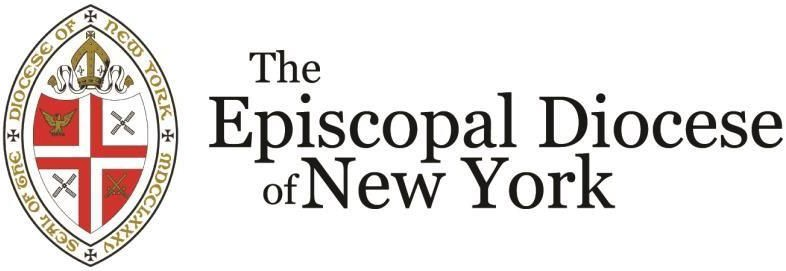 SEAL OF THE ✠ DIOCESE OF ✠ NEW YORK ✠ MDCCLXXXV ✠
The
Episcopal Diocese
of New York